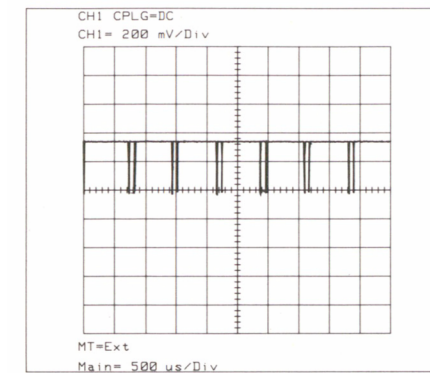 CH1 CPLG=DC
CH1= 200 mV/Div
MT=Ext
Main= 500 us/Div